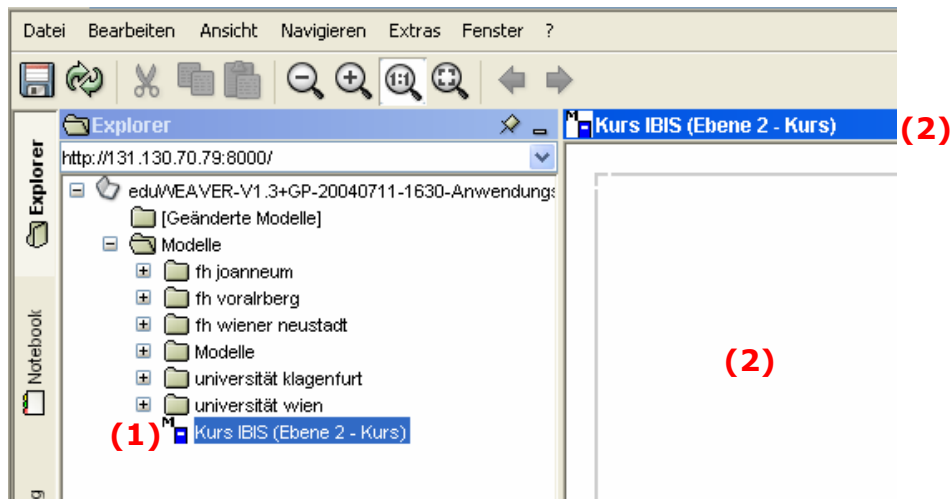 Datei Bearbeiten Ansicht Navigieren Extras Fenster ?
1:1
Explorer
Kurs IBIS (Ebene 2 - Kurs)
(2)
http://131.130.70.79:8000/
Explorer
eduWEAVER-V1.3+GP-20040711-1630-Anwendungs
[Geänderte Modelle]
Modelle
fh joanneum
fh voralrberg
fh wiener neustadt
Modelle
Notebook
universität klagenfurt
(2)
universität wien
(1) M Kurs IBIS (Ebene 2 - Kurs)